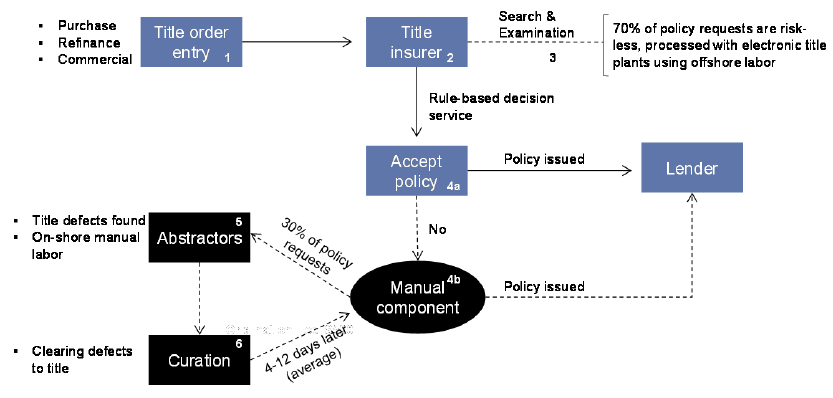 ▪ Purchase
▪ Refinance
▪ Commercial
Title order
entry 1
Title
insurer 2
Search &
Examination
3
70% of policy requests are risk-
less, processed with electronic title
plants using offshore labor
Rule-based decision
service
Accept
policy 4a
Policy issued
Lender
No
▪ Title defects found
▪ On-shore manual
labor
5
Abstractors
30% of policy
requests
4b
Manual
component
Policy issued
▪ Clearing defects
to title
6
Curation
4-12 days later
(average)